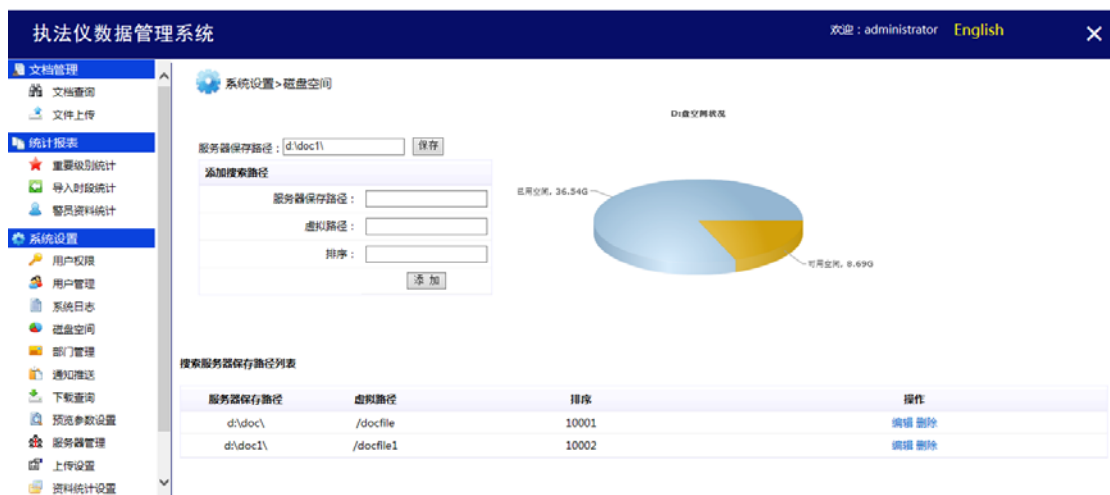 执法仪数据管理系统
欢迎：administrator English
文档管理
文档查询
文件上传
统计报表
重要级别统计
导入时段统计
警员资料统计
系统设置
用户权限
用户管理
系统日志
磁盘空间
部门管理
通知推送
下载查询
预览参数设置
服务器管理
上传设置
资料统计设置
系统设置>磁盘空间
服务器保存路径：d:\doc1\ 保存
添加搜索路径
服务器保存路径：
虚拟路径：
排序：
添 加
D:盘空间状况
已用空间, 36.54G
可用空间, 8.69G
搜索服务器保存路径列表
服务器保存路径 虚拟路径 排序 操作
d:\doc\ /docfile 10001 编辑 删除
d:\doc1\ /docfile1 10002 编辑 删除